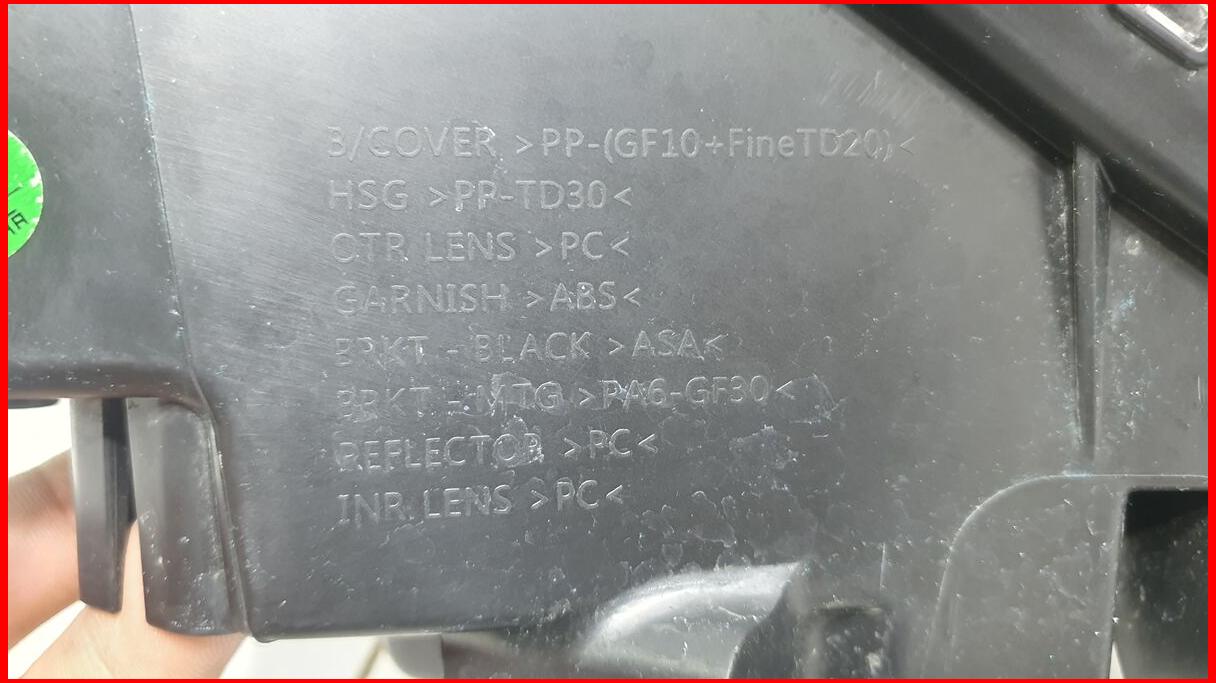 B/COVER >PP-(GF10+FineTD20)<
HSG >PP-TD30<
OTR LENS >PC<
GARNISH >ABS<
BRKT - BLACK >ASA<
BRKT - MTG >PA6-GF30<
REFLECTOR >PC<
INR LENS >PC<